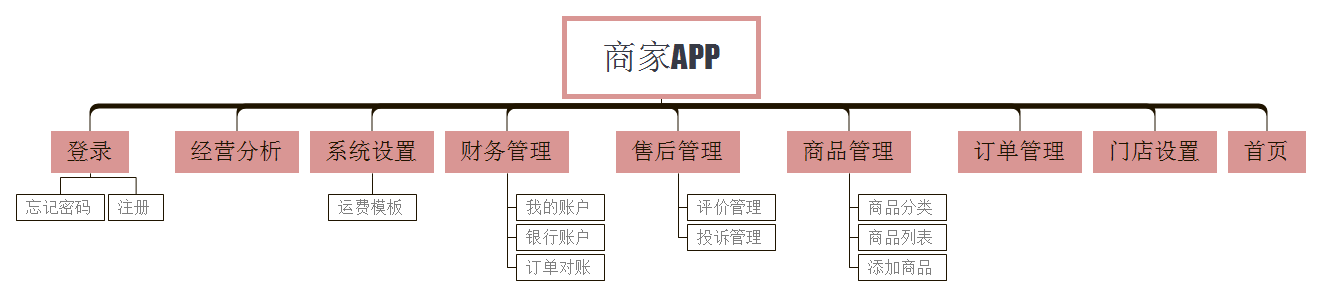 商家APP
登录
经营分析
系统设置
财务管理
售后管理
商品管理
订单管理
门店设置
首页
忘记密码
注册
运费模板
我的账户
银行账户
订单对账
评价管理
投诉管理
商品分类
商品列表
添加商品